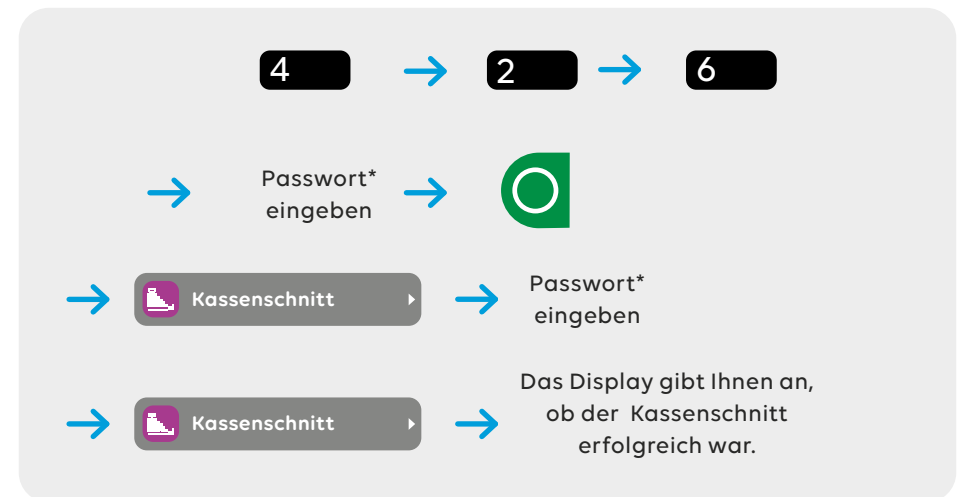 4 → 2 → 6
→ Passwort* → 
eingeben
→ Kassenschnitt → Passwort*
eingeben
→ Kassenschnitt → Das Display gibt Ihnen an,
ob der Kassenschnitt
erfolgreich war.